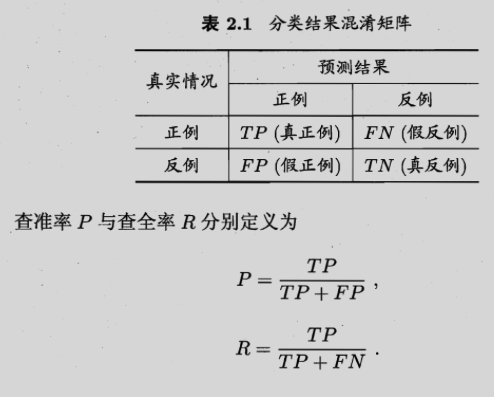 表 2.1 分类结果混淆矩阵
真实情况 预测结果
正例 反例
正例 TP (真正例) FN (假反例)
反例 FP (假正例) TN (真反例)
查准率 P 与查全率 R 分别定义为
P = TP / (TP + FP) ,
R = TP / (TP + FN) .